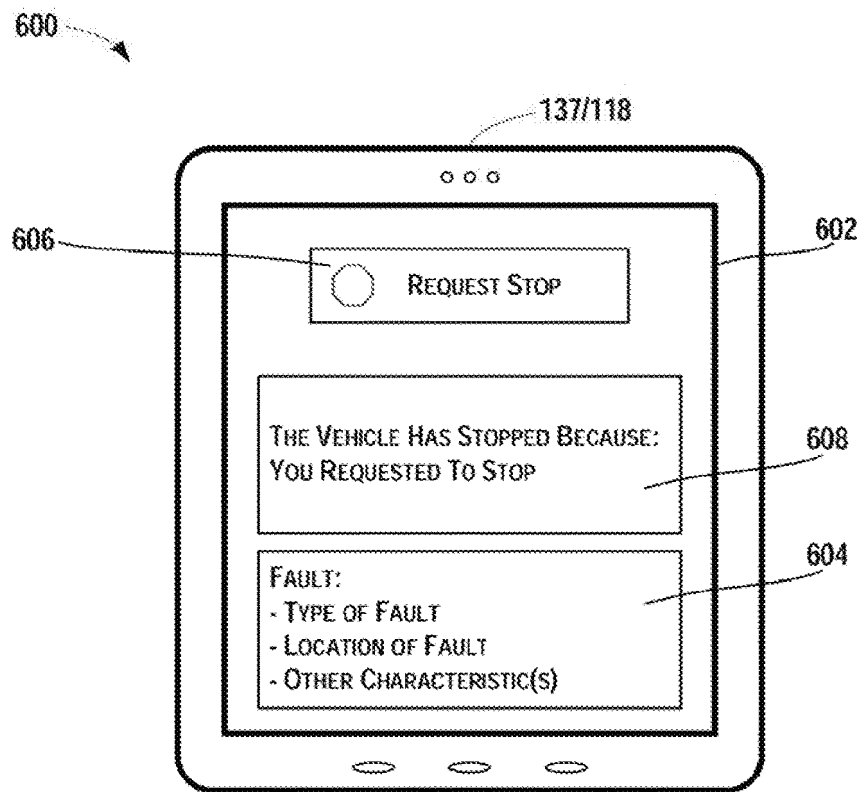 600
137/118
606
602
REQUEST STOP
THE VEHICLE HAS STOPPED BECAUSE:
YOU REQUESTED TO STOP
608
604
FAULT:
- TYPE OF FAULT
- LOCATION OF FAULT
- OTHER CHARACTERISTIC(S)